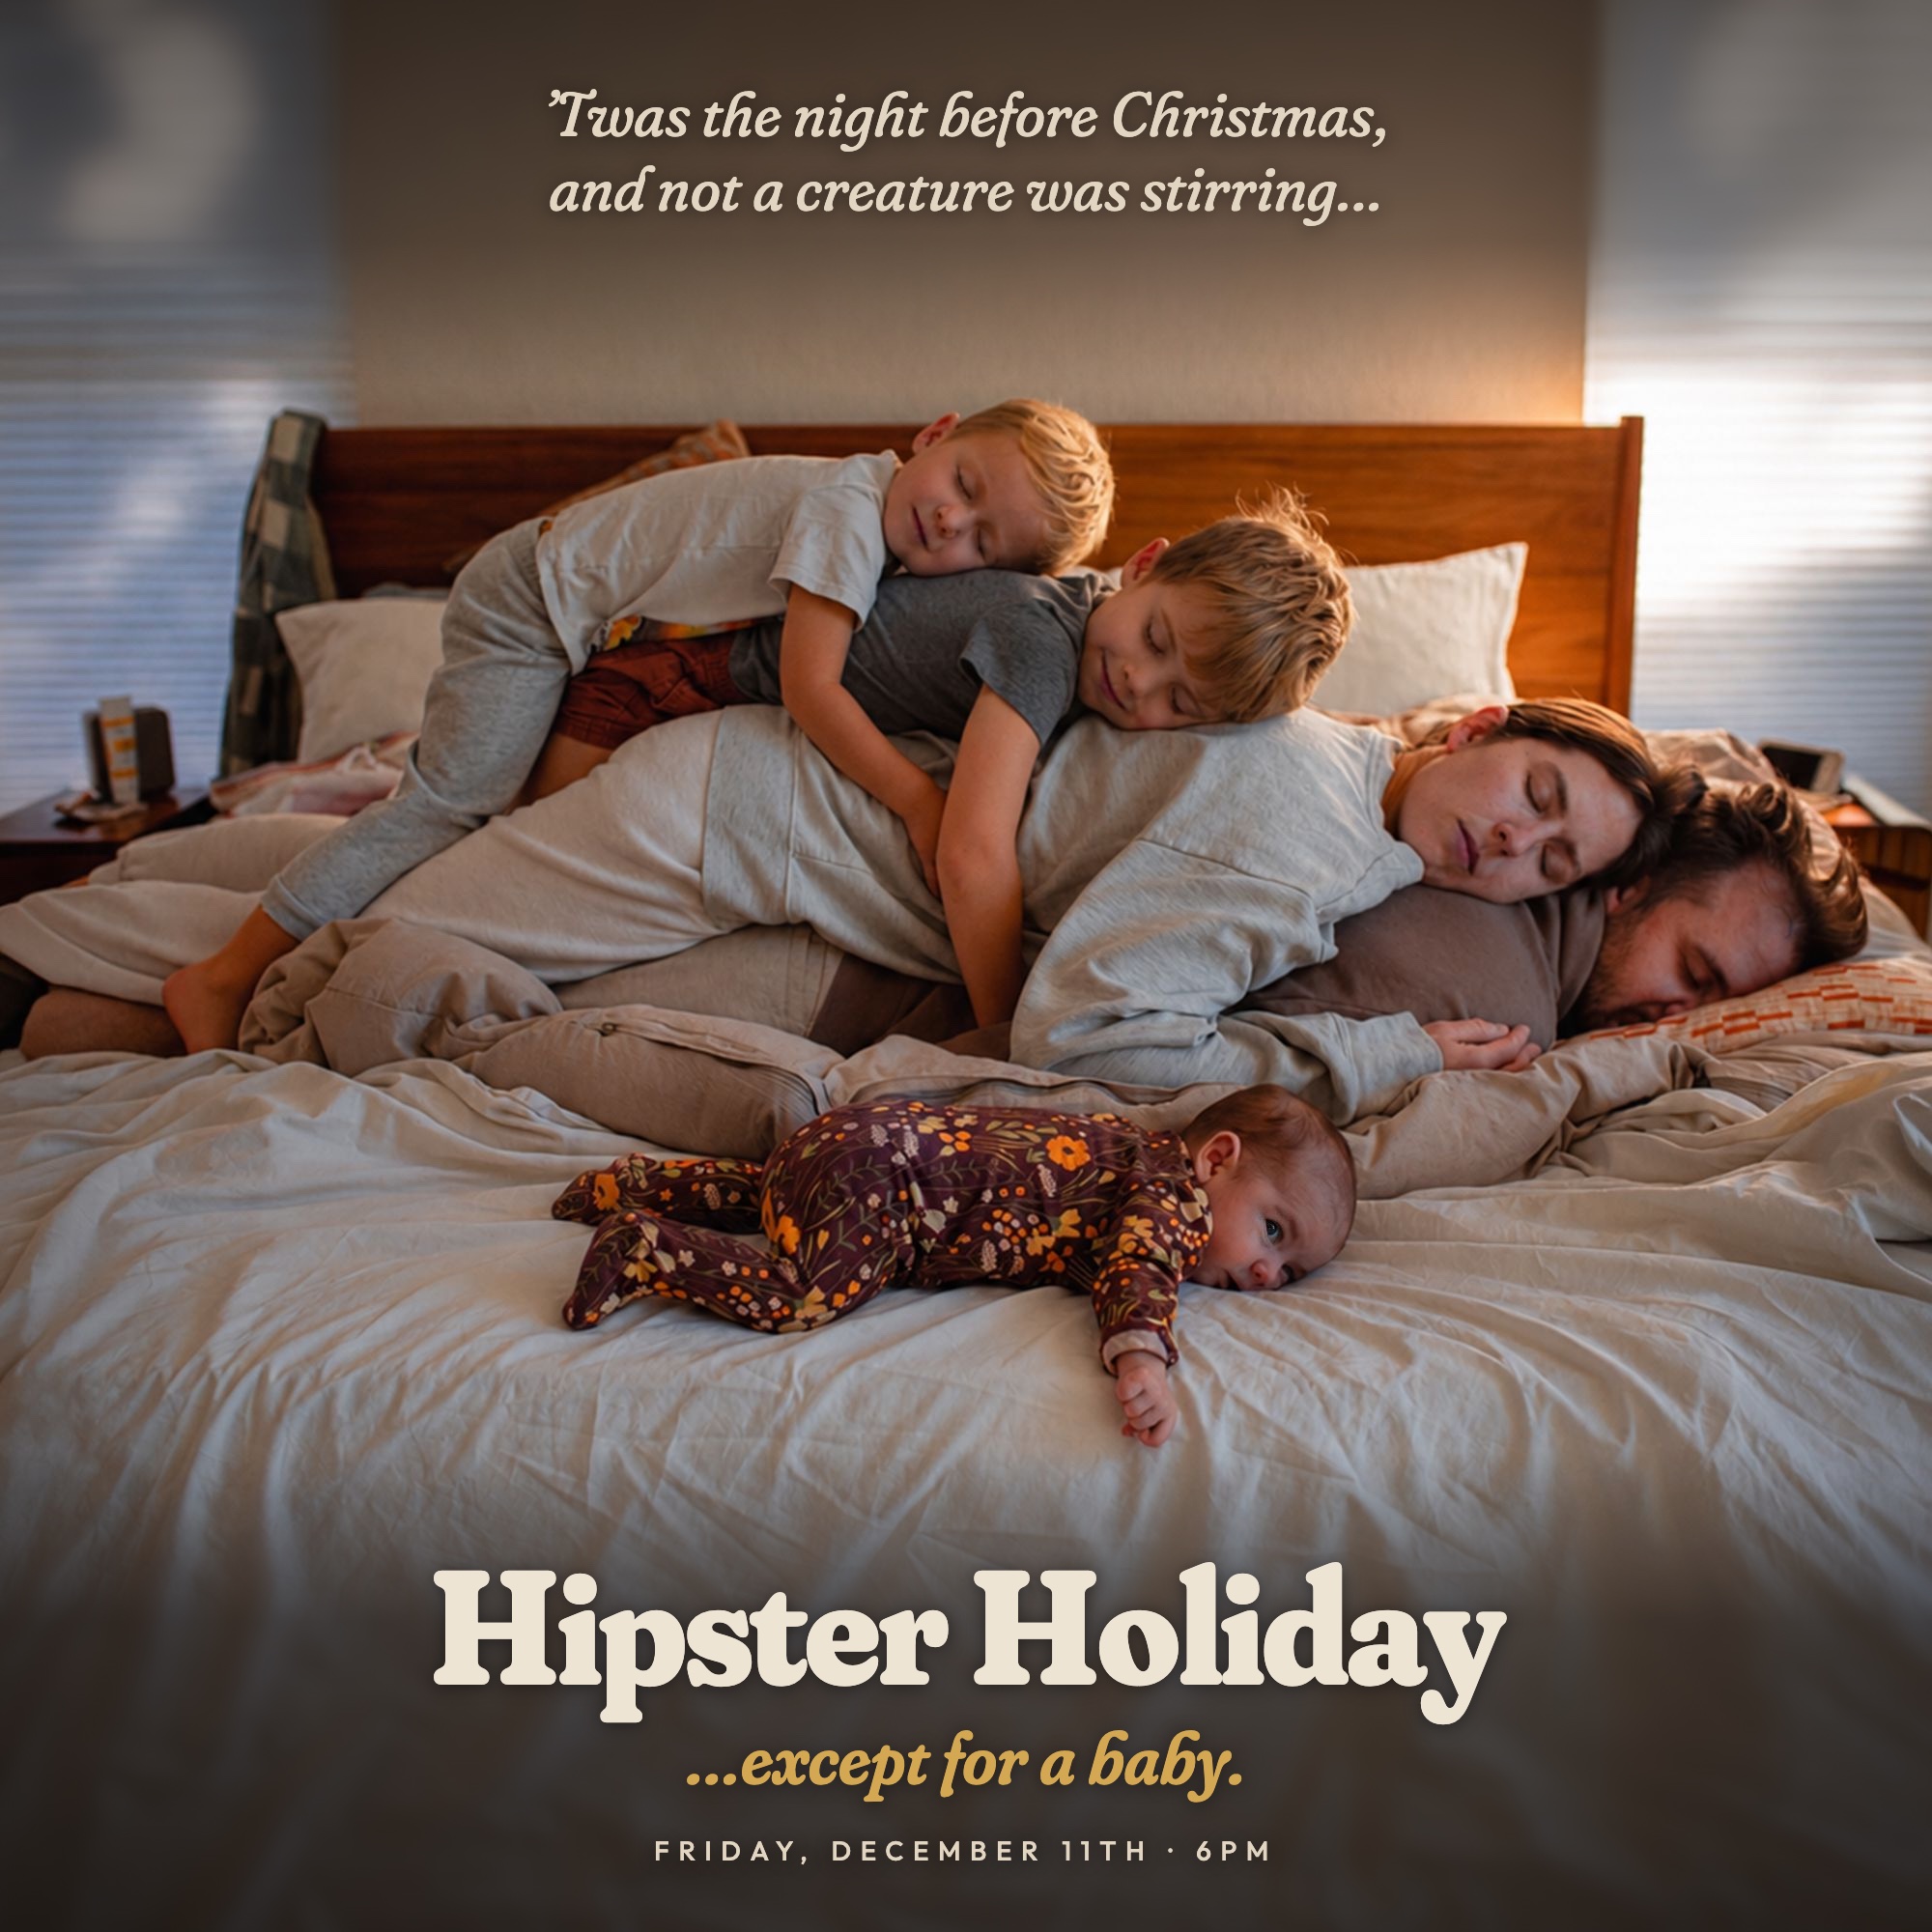 ’Twas the night before Christmas,
and not a creature was stirring...
Hipster Holiday
...except for a baby.
FRIDAY, DECEMBER 11TH · 6PM